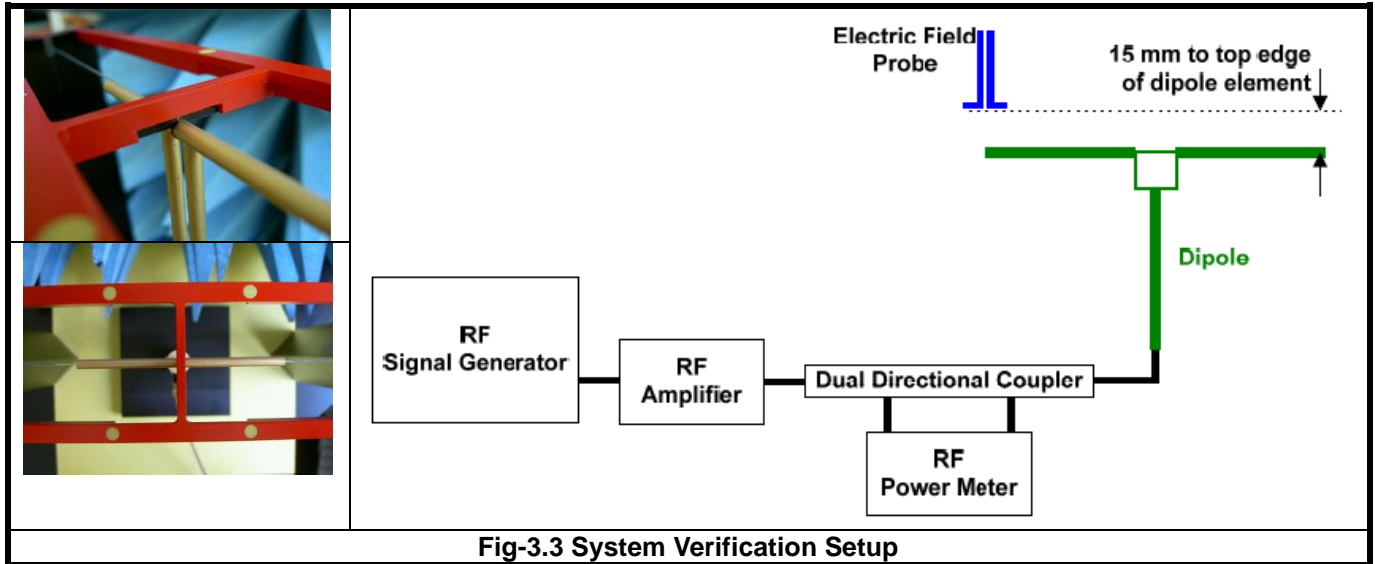 Electric Field
Probe
15 mm to top edge
of dipole element
Dipole
RF
Signal Generator
RF
Amplifier
Dual Directional Coupler
RF
Power Meter
Fig-3.3 System Verification Setup